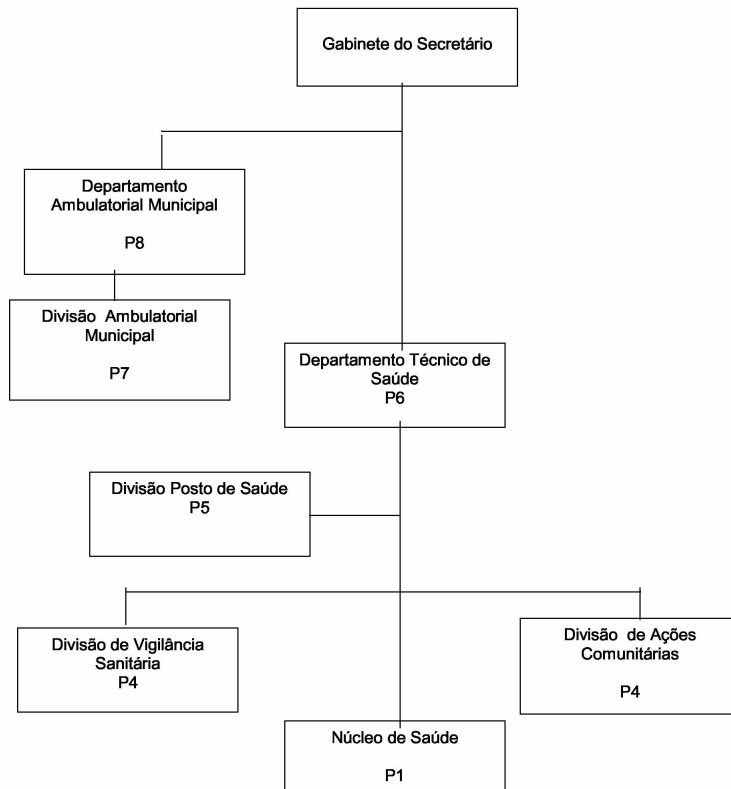 Gabinete do Secretário
Departamento
Ambulatorial Municipal
P8
Divisão Ambulatorial
Municipal
P7
Departamento Técnico de
Saúde
P6
Divisão Posto de Saúde
P5
Divisão de Vigilância
Sanitária
P4
Divisão de Ações
Comunitárias
P4
Núcleo de Saúde
P1